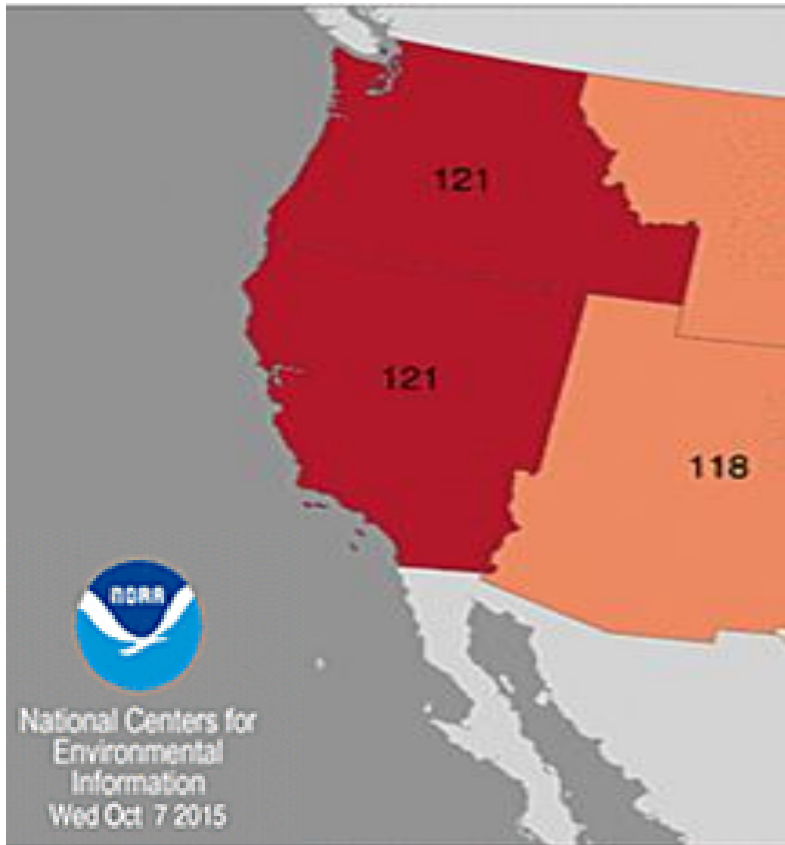 121
121
118
NOAA
National Centers for
Environmental
Information
Wed Oct 7 2015